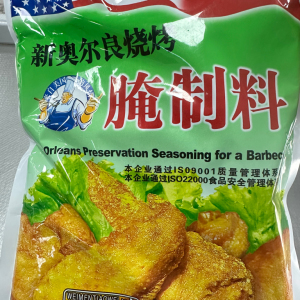 新奥尔良烧烤
腌制料
Orleans Preservation Seasoning for a Barbec
本企业通过ISO9001质量管理体系
本企业通过ISO22000食品安全管理体